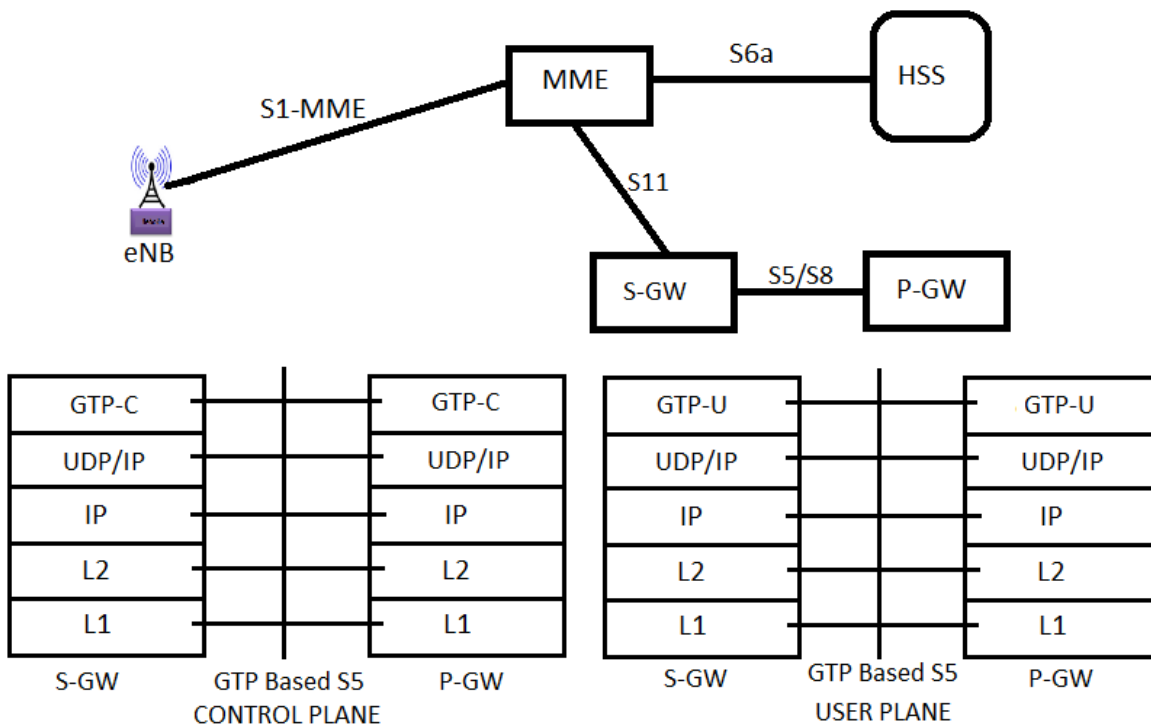 S6a
MME
HSS
S1-MME
S11
eNB
S5/S8
S-GW
P-GW
GTP-C
GTP-C
UDP/IP
UDP/IP
IP
IP
L2
L2
L1
L1
S-GW
GTP Based S5
P-GW
CONTROL PLANE
GTP-U
GTP-U
UDP/IP
UDP/IP
IP
IP
L2
L2
L1
L1
S-GW
GTP Based S5
P-GW
USER PLANE